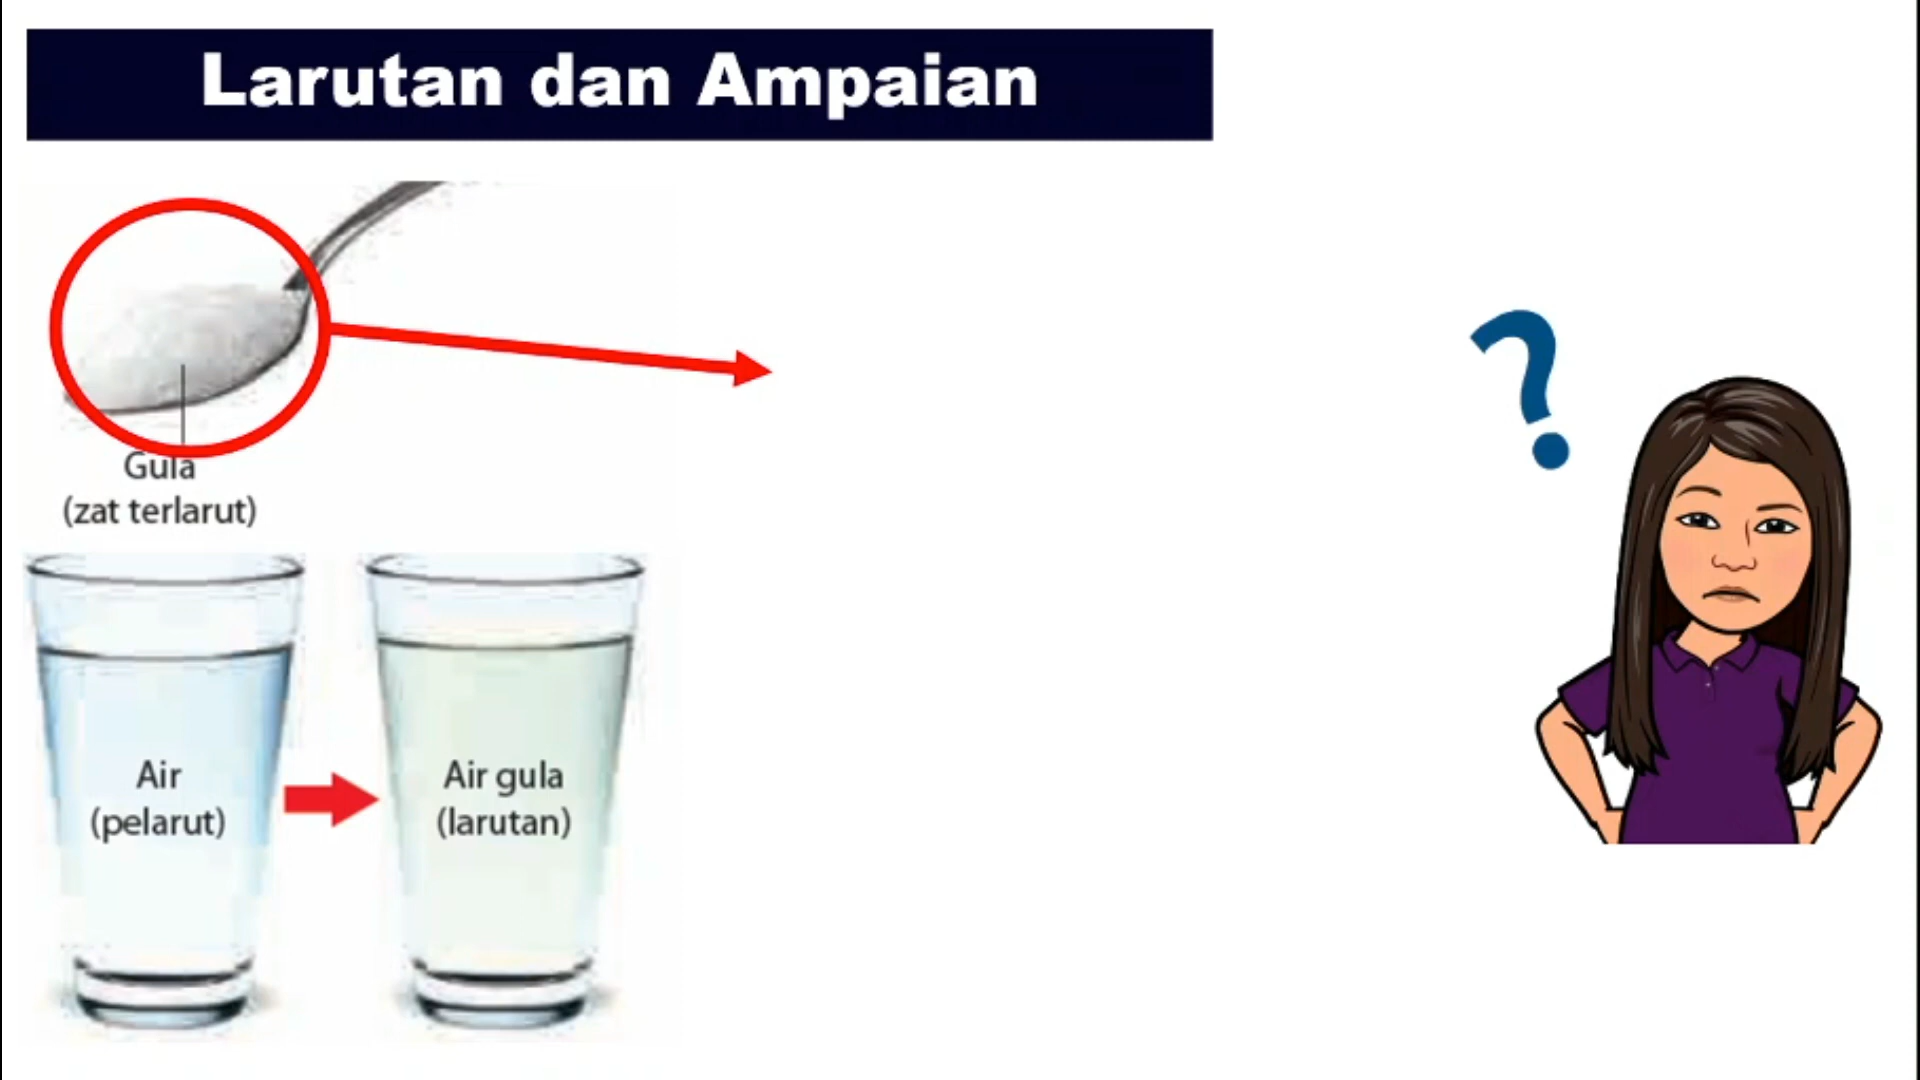 Larutan dan Ampaian
Gula
(zat terlarut)
Air
(pelarut)
Air gula
(larutan)
?